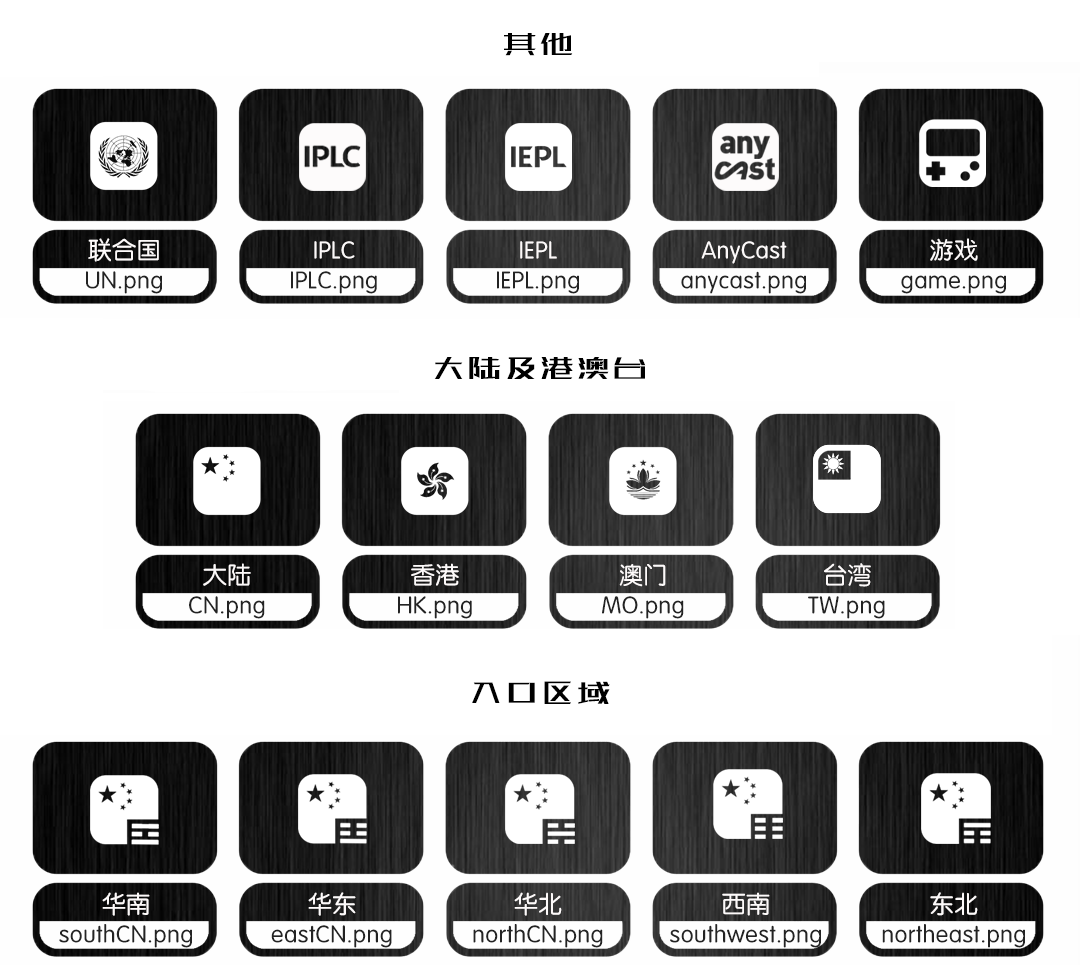 其他
IPLC
IEPL
any
cast
联合国
IPLC
IEPL
AnyCast
游戏
UN.png
IPLC.png
IEPL.png
anycast.png
game.png
大陆及港澳台
大陆
香港
澳门
台湾
CN.png
HK.png
MO.png
TW.png
入口区域
华南
华东
华北
西南
东北
southCN.png
eastCN.png
northCN.png
southwest.png
northeast.png